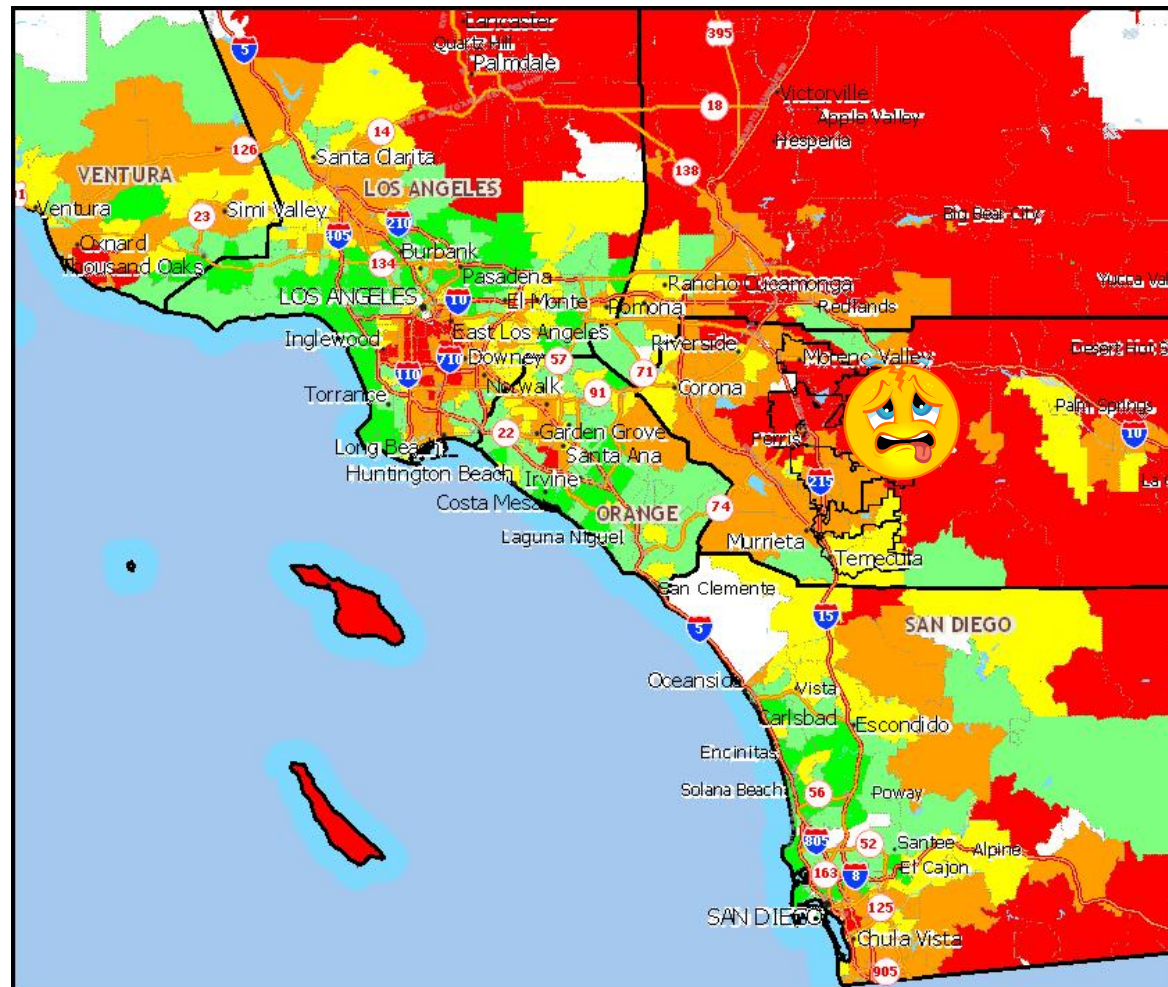 Lancaster
395
5
Quartz Hill
Palmdale
Victorville
18
Apple Valley
14
Hesperia
126
Santa Clarita
138
VENTURA
LOS ANGELES
Ventura
23
Simi Valley
210
Big Bear City
405
Oxnard
Burbank
Thousand Oaks
134
Pasadena
Rancho Cucamonga
LOS ANGELES
10
El Monte
Pomona
Redlands
Inglewood
East Los Angeles
Riverside
Moreno Valley
710
Downey
57
71
110
Norwalk
91
Corona
Torrance
Palm Springs
22
Garden Grove
Perris
10
Long Beach
Santa Ana
Huntington Beach
Irvine
215
Costa Mesa
ORANGE
74
Laguna Niguel
Murrieta
Temecula
San Clemente
15
SAN DIEGO
5
Oceanside
Vista
Carlsbad
Escondido
Encinitas
Solana Beach
56
Poway
805
52
Santee
Alpine
163
8
El Cajon
125
SAN DIEGO
Chula Vista
905